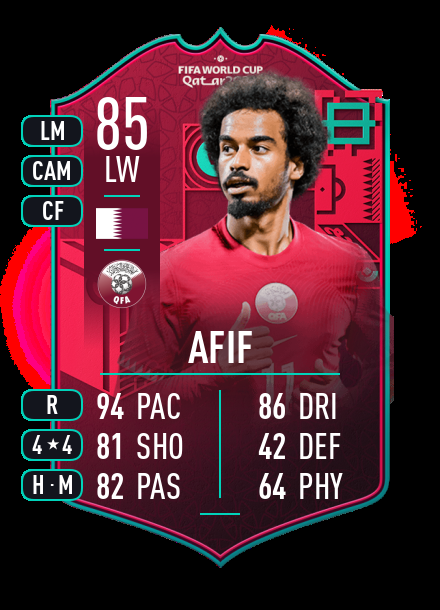 FIFA WORLD CUP
Qatar2022
85
LW
LM
CAM
CF
QFA
AFIF
R
4★4
H·M
94 PAC
81 SHO
82 PAS
86 DRI
42 DEF
64 PHY